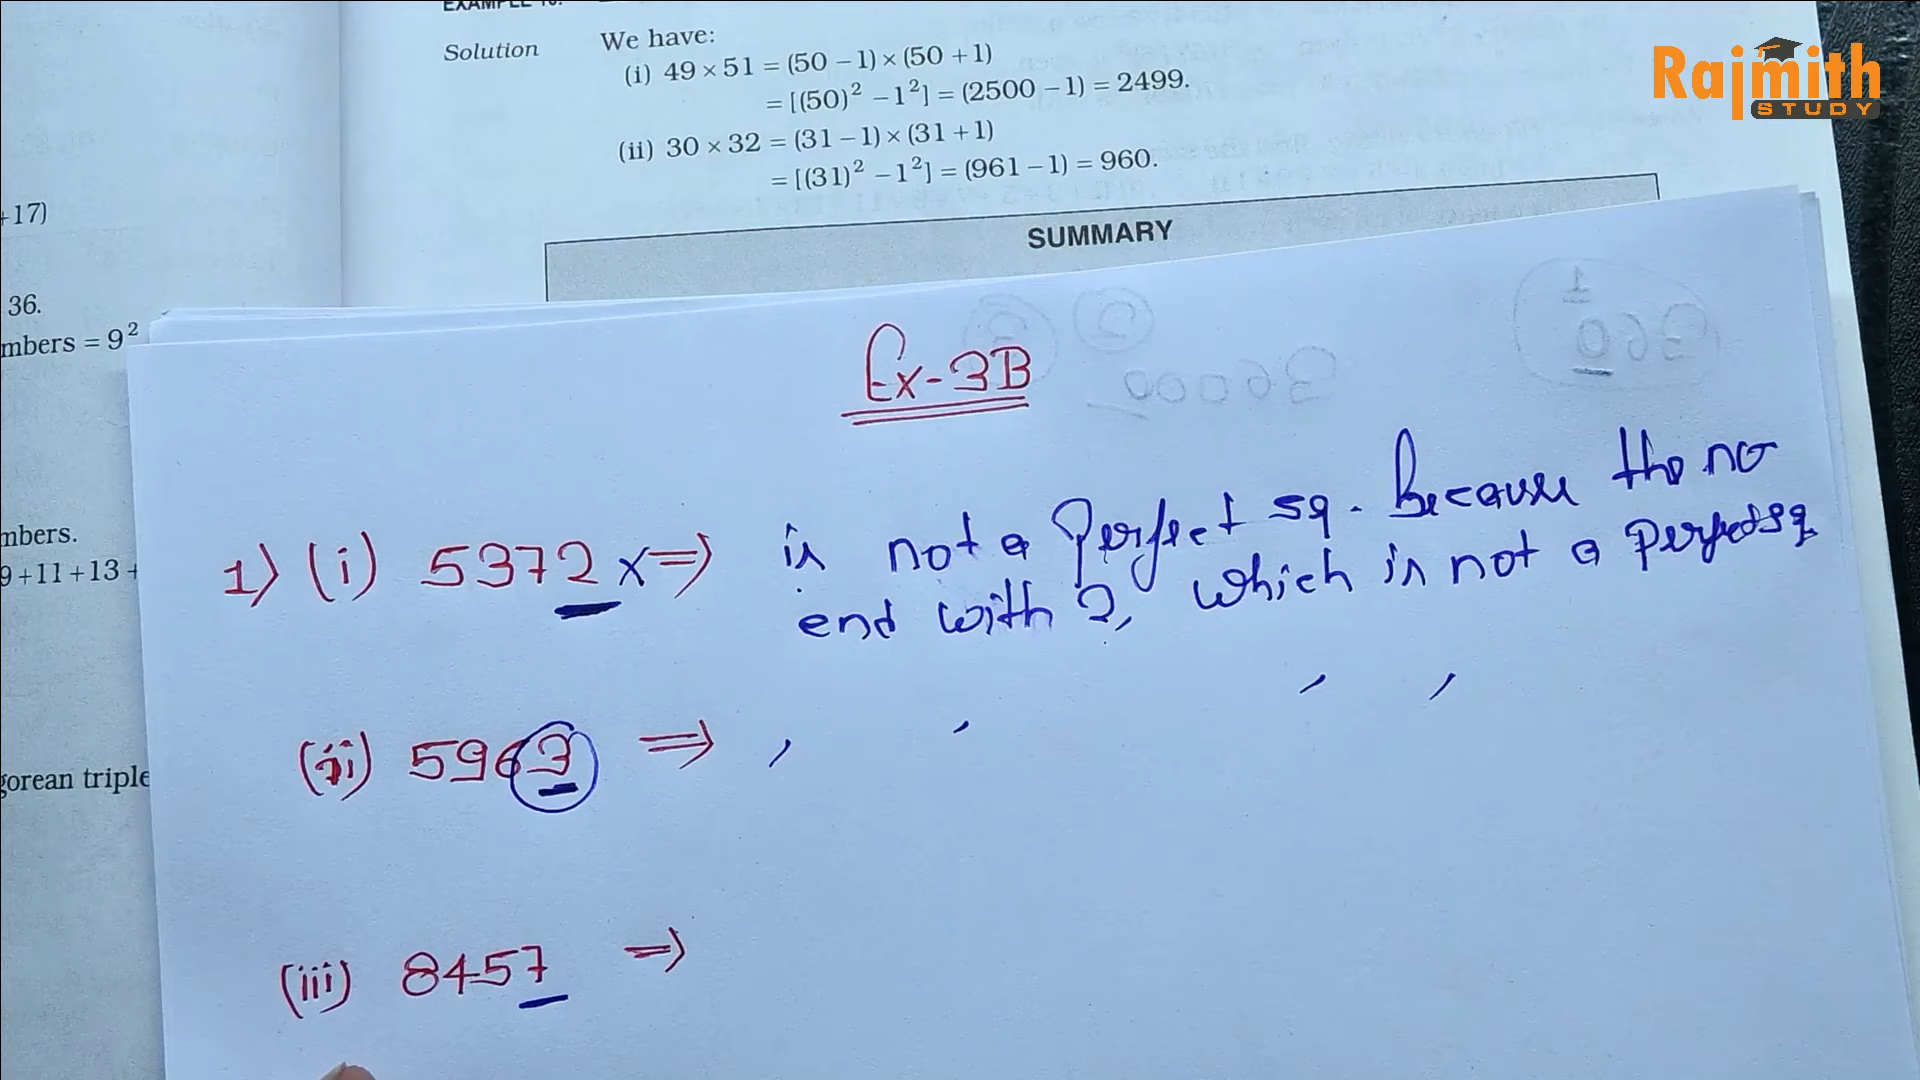 Solution
We have:
(i) 49 × 51 = (50 − 1) × (50 + 1)
= [(50)² − 1²] = (2500 − 1) = 2499.
(ii) 30 × 32 = (31 − 1) × (31 + 1)
= [(31)² − 1²] = (961 − 1) = 960.
SUMMARY
Rajmith
STUDY
+17)
36.
mbers = 9²
mbers.
9 + 11 + 13 +
gorean triple
Ex-3B
1) (i) 5372 x ⇒ is not a Perfect sq. Because the no
end with 2, which is not a perfect sq
(ii) 5963 ⇒ , , , ,
(iii) 8457 ⇒